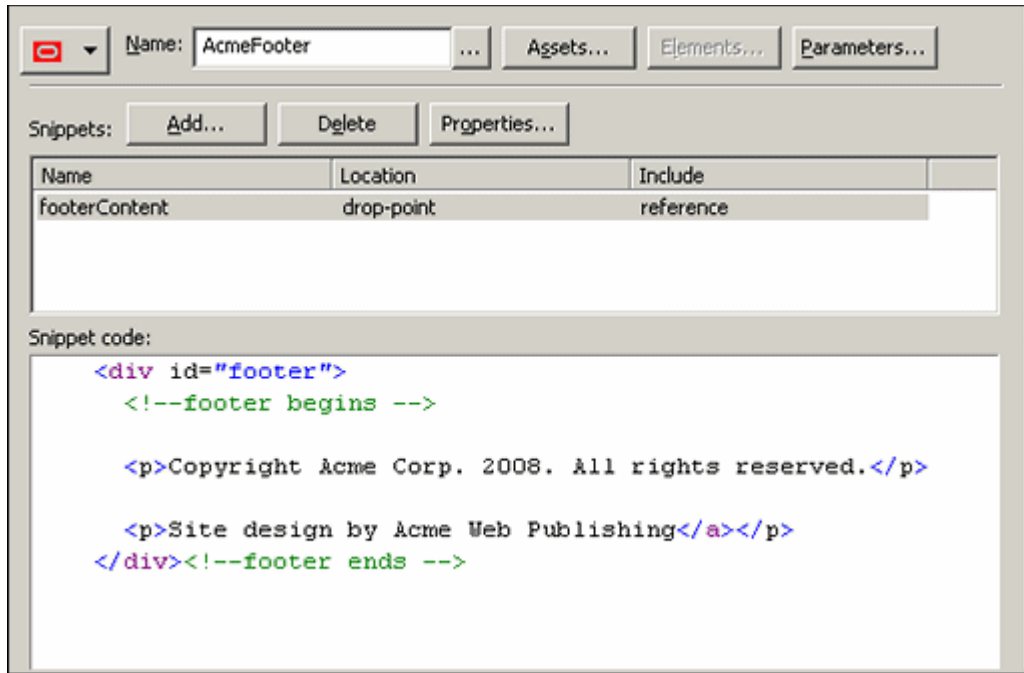 Name: AcmeFooter ... Assets... Elements... Parameters...
Snippets: Add... Delete Properties...
Name Location Include
footerContent drop-point reference
Snippet code:
<div id="footer">
<!--footer begins -->
<p>Copyright Acme Corp. 2008. All rights reserved.</p>
<p>Site design by Acme Web Publishing</a></p>
</div><!--footer ends -->